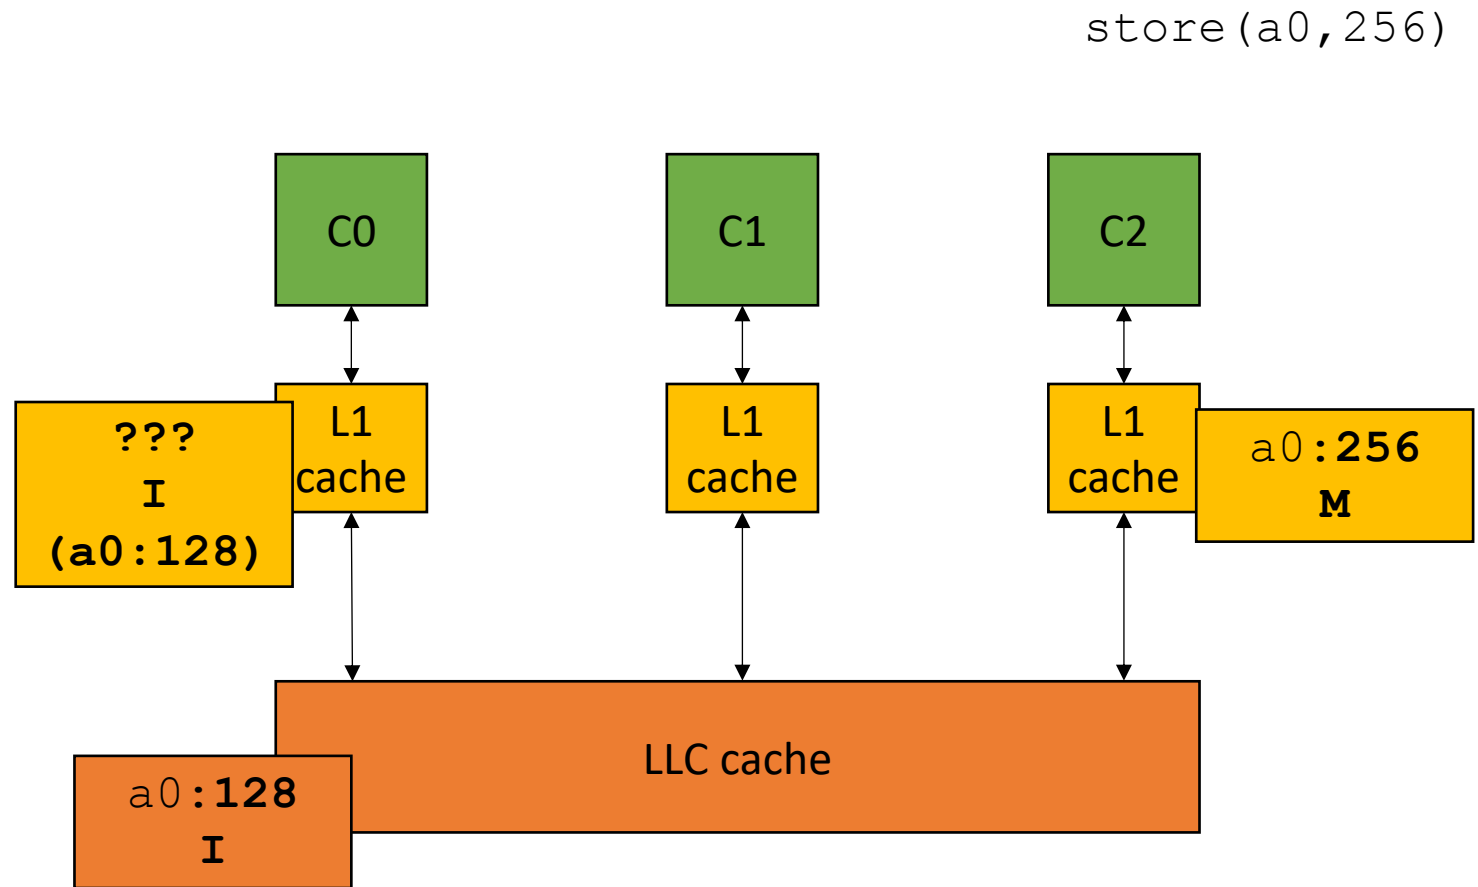 store(a0,256)
C0
C1
C2
L1
cache
L1
cache
L1
cache
???
I
(a0:128)
a0:256
M
LLC cache
a0:128
I